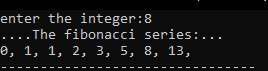 enter the integer:8
....The fibonacci series:...
0, 1, 1, 2, 3, 5, 8, 13,
--------------------------------